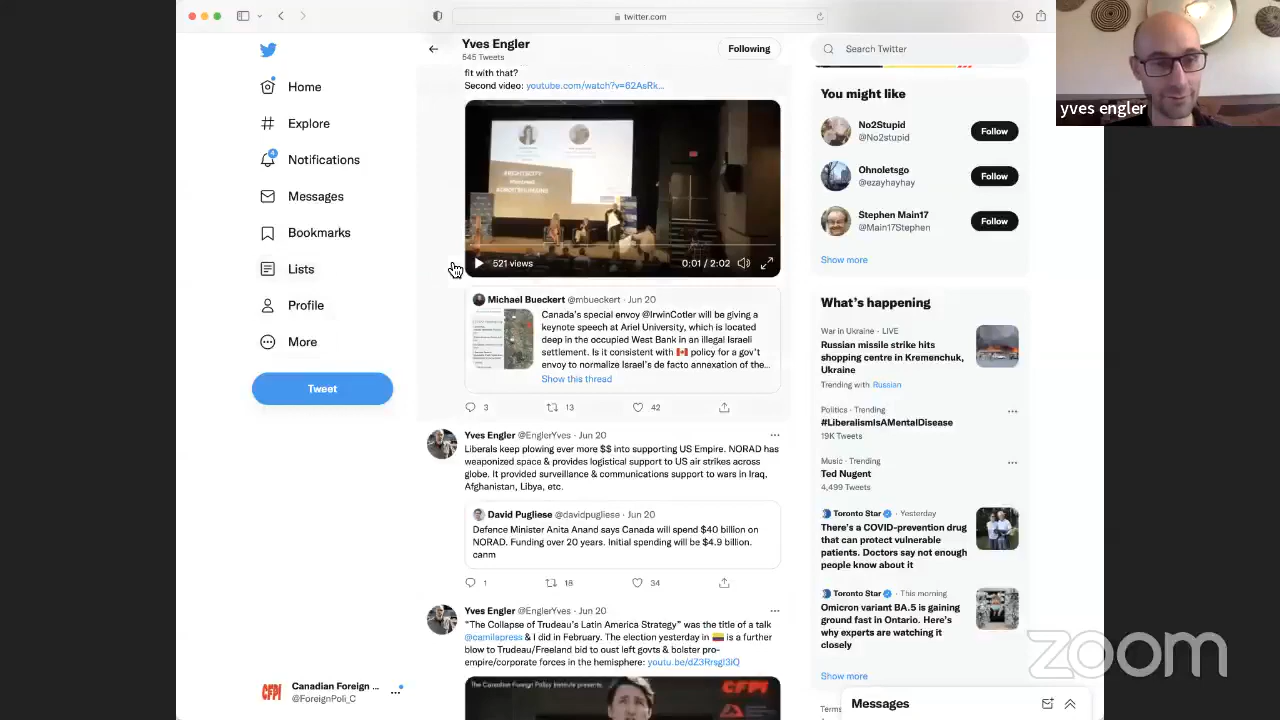 twitter.com
yves engler
Home
Explore
Notifications
Messages
Bookmarks
Lists
Profile
More
Tweet
Canadian Foreign ...
@ForeignPoli_C
Yves Engler
545 Tweets
Following
fit with that?
Second video: youtube.com/watch?v=62AsRk...
521 views
0:01 / 2:02
Michael Bueckert @mbueckert · Jun 20
Canada's special envoy @IrwinCotler will be giving a
keynote speech at Ariel University, which is located
deep in the occupied West Bank in an illegal Israeli
settlement. Is it consistent with 🇨🇦 policy for a gov't
envoy to normalize Israel's de facto annexation of the...
Show this thread
3 13 42
Yves Engler @EnglerYves · Jun 20
Liberals keep plowing ever more $$ into supporting US Empire. NORAD has
weaponized space & provides logistical support to US air strikes across
globe. It provided surveillance & communications support to wars in Iraq,
Afghanistan, Libya, etc.
David Pugliese @davidpugliese · Jun 20
Defence Minister Anita Anand says Canada will spend $40 billion on
NORAD. Funding over 20 years. Initial spending will be $4.9 billion.
canm
1 18 34
Yves Engler @EnglerYves · Jun 20
"The Collapse of Trudeau's Latin America Strategy" was the title of a talk
@camilapress & I did in February. The election yesterday in 🇨🇴 is a further
blow to Trudeau/Freeland bid to oust left govts & bolster pro-
empire/corporate forces in the hemisphere: youtu.be/dZ3Rrsgl3iQ
The Canadian Foreign Policy Institute presents
CFPI
Search Twitter
You might like
No2Stupid
@No2stupid
Follow
Ohnoletsgo
@ezayhayhay
Follow
Stephen Main17
@Main17Stephen
Follow
Show more
What's happening
War in Ukraine · LIVE
Russian missile strike hits
shopping centre in Kremenchuk,
Ukraine
Trending with Russian
Politics · Trending
#LiberalismIsAMentalDisease
19K Tweets
Music · Trending
Ted Nugent
4,499 Tweets
Toronto Star · Yesterday
There's a COVID-prevention drug
that can protect vulnerable
patients. Doctors say not enough
people know about it
Toronto Star · This morning
Omicron variant BA.5 is gaining
ground fast in Ontario. Here's
why experts are watching it
closely
Show more
Terms
Messages
zoom